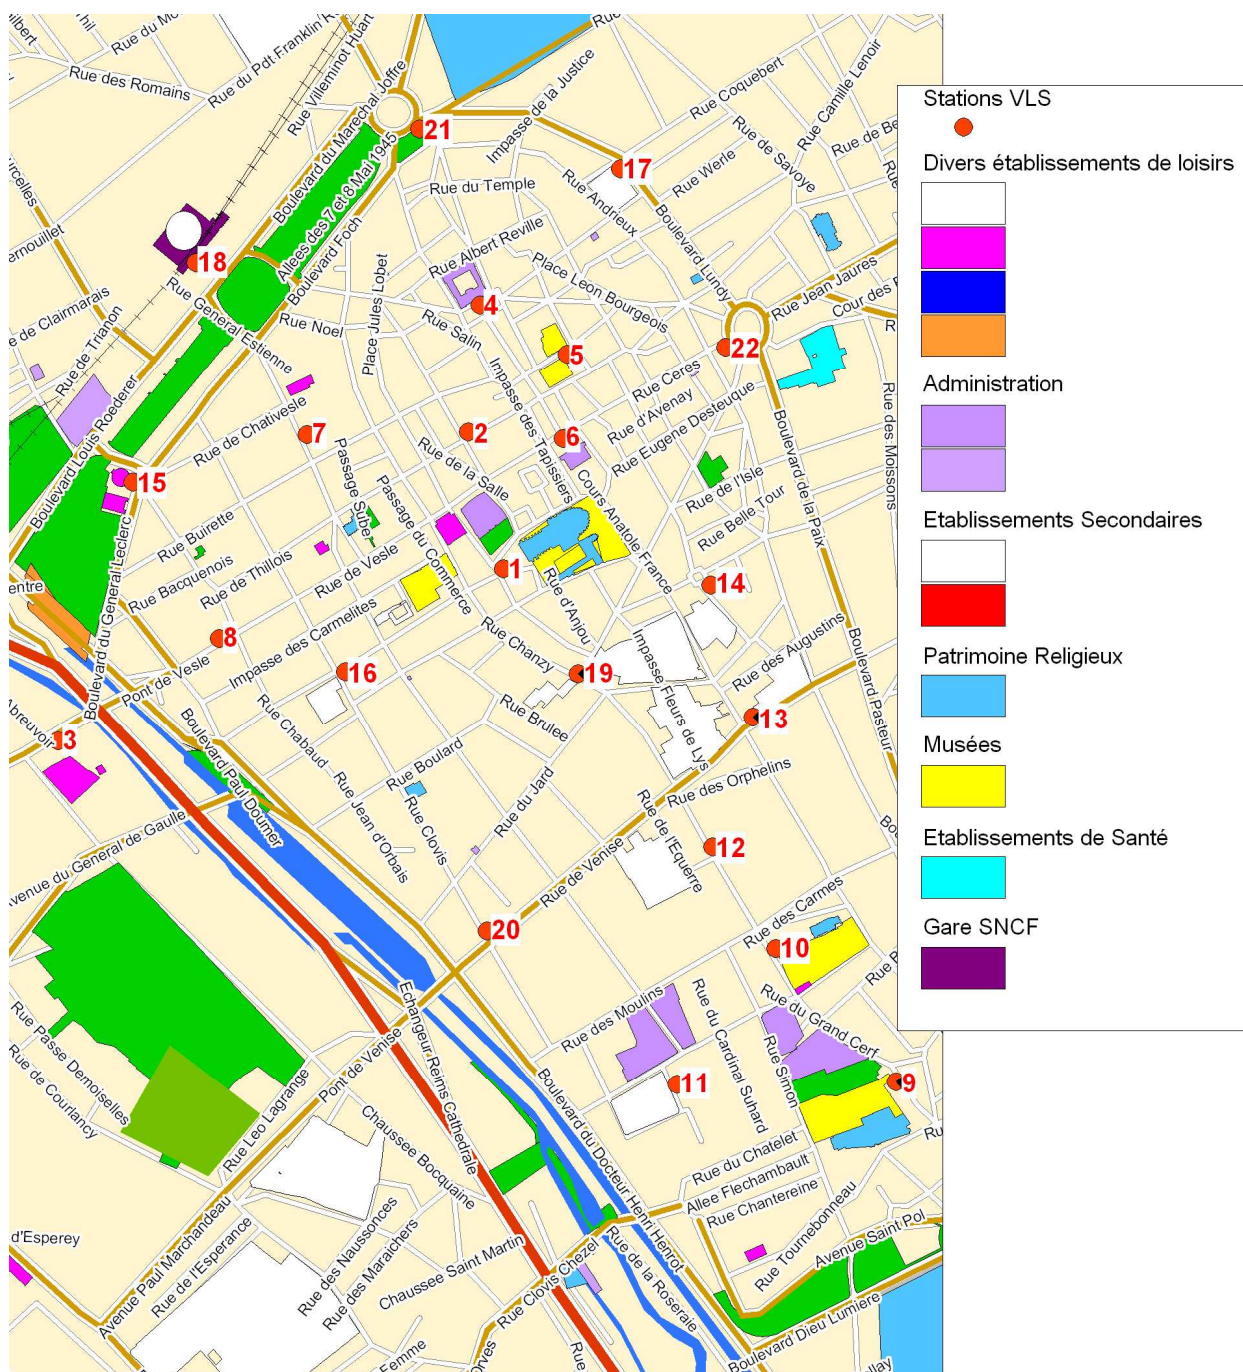 Rue du Pdt Franklin
Rue des Romains
Rue Villeminot Huart
Boulevard du Marechal Joffre
Allees des 7 et 8 Mai 1945
Boulevard Foch
Impasse de la Justice
Rue Coquebert
Rue Camille Lenoir
Rue de Savoye
Rue Werle
Rue du Temple
Rue Andrieux
Boulevard Lundy
Rue Albert Reville
Place Leon Bourgeois
Rue Jean Jaures
Place Jules Lobet
Rue Salin
Rue Noel
Rue General Estienne
Rue de Trianon
e de Clairmarais
ernouillet
urcelles
21
17
18
4
5
22
Rue Ceres
Rue d'Avenay
Rue Eugene Desteuque
Impasse des Tapissiers
Boulevard Louis Roederer
Rue de Chativesle
7
2
6
15
Passage Sube
Passage du Commerce
Rue de la Salle
Cours Anatole France
Rue de l'Isle
Rue Belle Tour
Boulevard de la Paix
Rue des Moissons
Rue Buirette
Rue Bacquenois
Rue de Thillois
Rue de Vesle
Boulevard du General Leclerc
entre
1
14
8
16
19
13
3
Impasse des Carmelites
Rue d'Anjou
Rue Chanzy
Impasse Fleurs de Lys
Rue des Augustins
Boulevard Pasteur
Pont de Vesle
Abreuvoir
Rue Brulee
Rue Chabaud
Boulevard Paul Doumer
Rue Boulard
Rue du Jard
Rue Clovis
Rue Jean d'Orbais
Rue des Orphelins
Rue de l'Equerre
Rue de Venise
venue du General de Gaulle
12
20
10
11
9
Rue des Carmes
Rue des Moulins
Rue du Cardinal Suhard
Rue du Grand Cerf
Rue Simon
Rue Passe Demoiselles
Rue de Courlancy
Rue Leo Lagrange
Pont de Venise
Echangeur Reims Cathedrale
Chaussee Bocquaine
Boulevard du Docteur Henri Henrot
Rue du Chatelet
Allee Flechambault
Rue Chantereine
Rue Tournebonneau
Avenue Saint Pol
d'Esperey
Avenue Paul Marchandeau
Rue de l'Esperance
Rue des Naussonces
Rue des Maraichers
Chaussee Saint Martin
Rue Clovis Chezel
Rue de la Roseraie
Boulevard Dieu Lumiere
Stations VLS
Divers établissements de loisirs
Administration
Etablissements Secondaires
Patrimoine Religieux
Musées
Etablissements de Santé
Gare SNCF